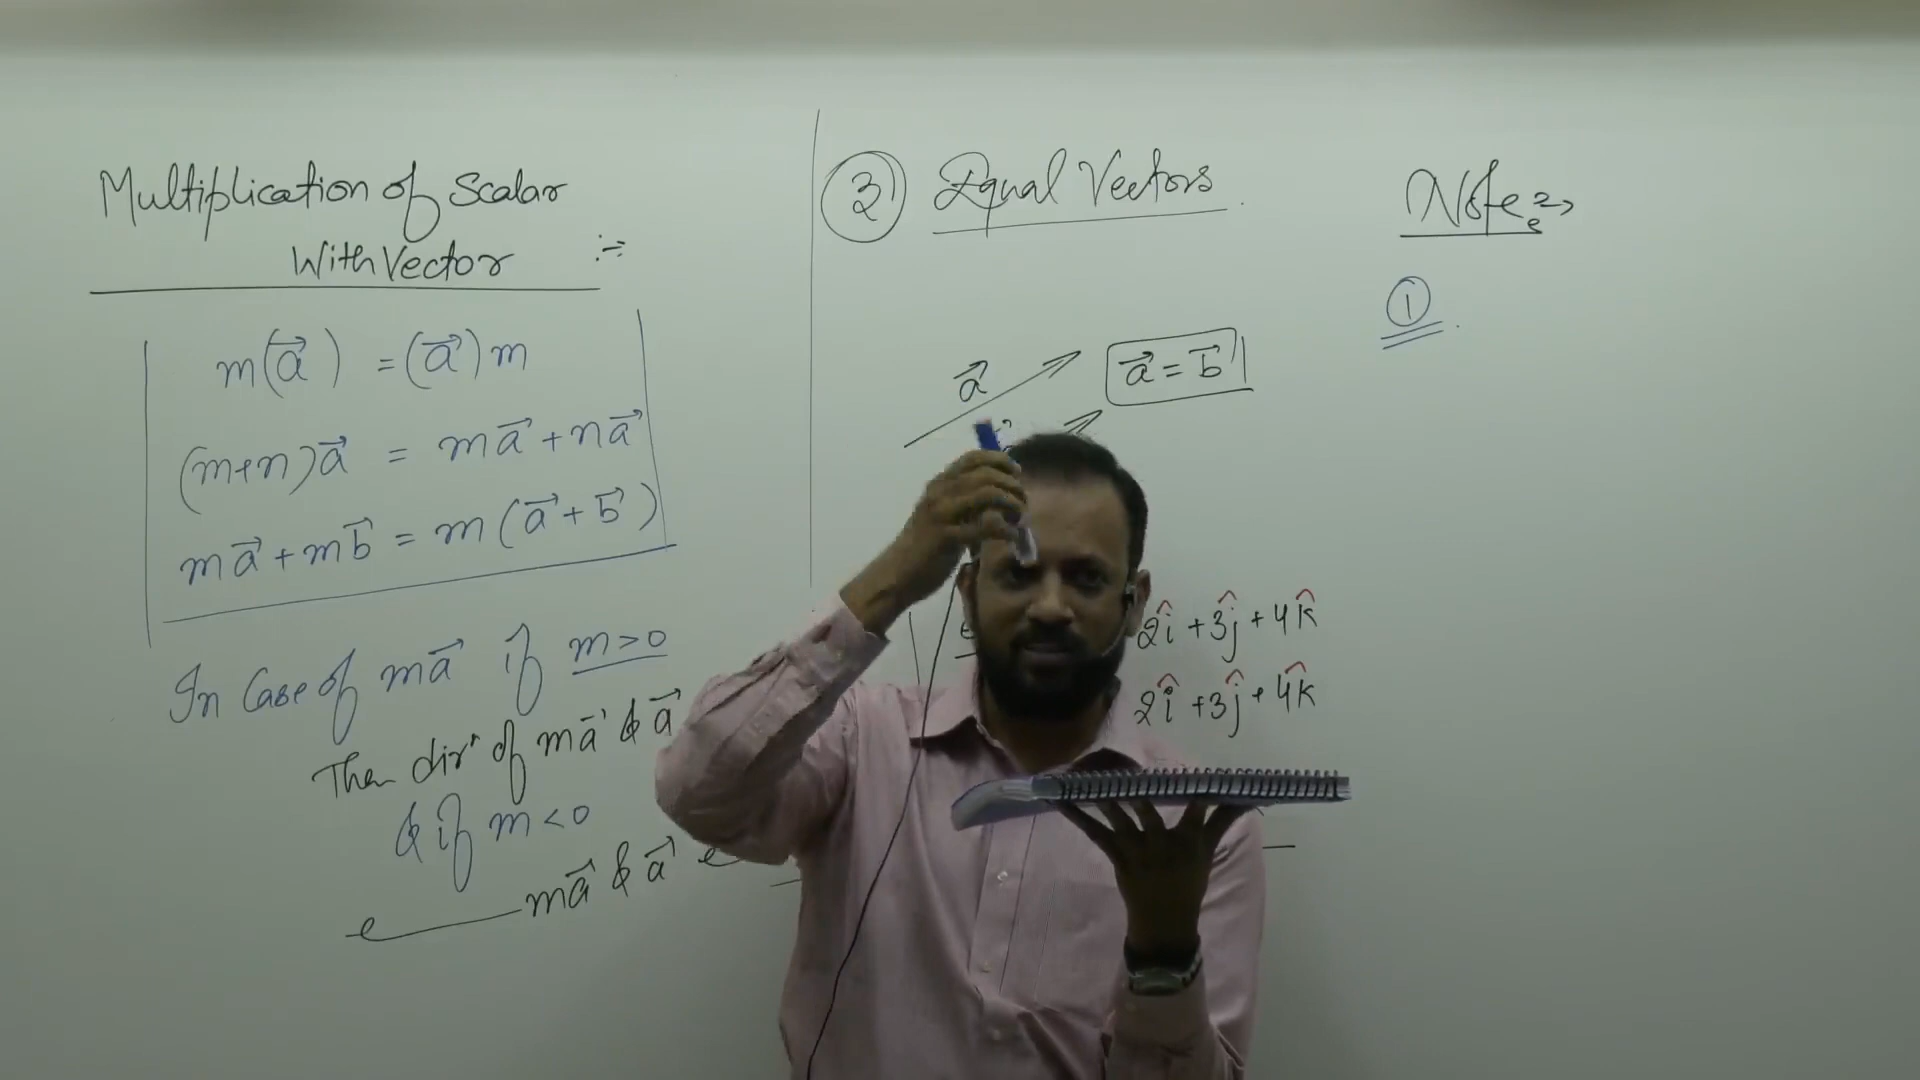 Multiplication of Scalar
With Vector :-
m(a⃗) = (a⃗)m
(m+n)a⃗ = ma⃗ + na⃗
ma⃗ + mb⃗ = m(a⃗ + b⃗)
In Case of ma⃗ if m>0
Then dirⁿ of ma⃗ & a⃗
& if m<0
ma⃗ & a⃗
③ Equal Vectors
a⃗
a⃗ = b⃗
2î + 3ĵ + 4k̂
2î + 3ĵ + 4k̂
Note:→
①